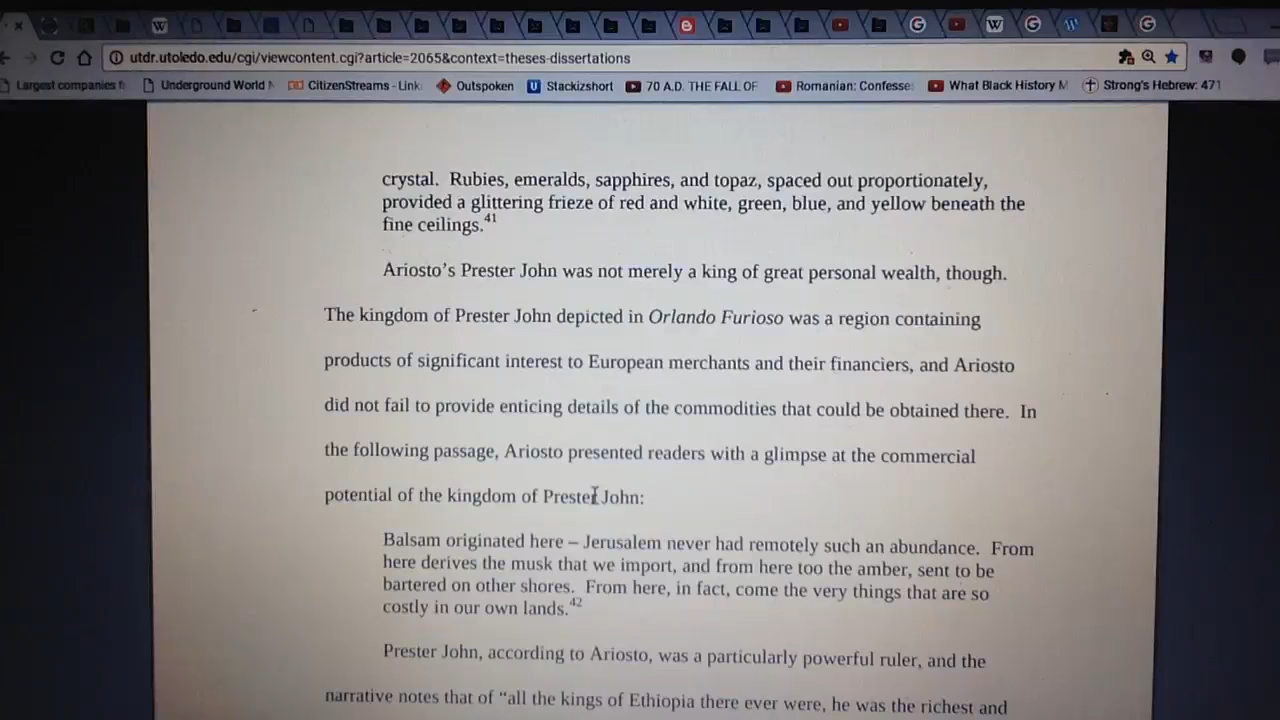 utdr.utoledo.edu/cgi/viewcontent.cgi?article=2065&context=theses-dissertations
Largest companies Underground World CitizenStreams - Link Outspoken Stackizshort 70 A.D. THE FALL OF Romanian: Confesse What Black History M Strong's Hebrew: 471
crystal. Rubies, emeralds, sapphires, and topaz, spaced out proportionately,
provided a glittering frieze of red and white, green, blue, and yellow beneath the
fine ceilings.41
Ariosto's Prester John was not merely a king of great personal wealth, though.
The kingdom of Prester John depicted in Orlando Furioso was a region containing
products of significant interest to European merchants and their financiers, and Ariosto
did not fail to provide enticing details of the commodities that could be obtained there. In
the following passage, Ariosto presented readers with a glimpse at the commercial
potential of the kingdom of Prester John:
Balsam originated here – Jerusalem never had remotely such an abundance. From
here derives the musk that we import, and from here too the amber, sent to be
bartered on other shores. From here, in fact, come the very things that are so
costly in our own lands.42
Prester John, according to Ariosto, was a particularly powerful ruler, and the
narrative notes that of “all the kings of Ethiopia there ever were, he was the richest and